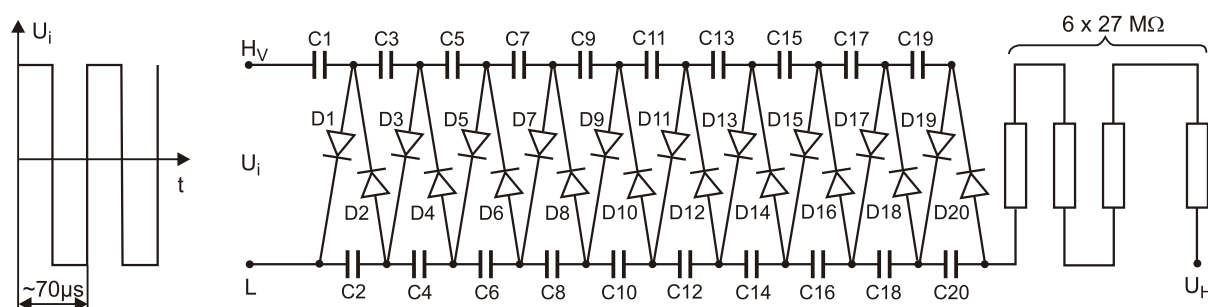 Uᵢ
t
~70µs
H_V
Uᵢ
L
C1 C3 C5 C7 C9 C11 C13 C15 C17 C19
D1 D3 D5 D7 D9 D11 D13 D15 D17 D19
D2 D4 D6 D8 D10 D12 D14 D16 D18 D20
C2 C4 C6 C8 C10 C12 C14 C16 C18 C20
6 x 27 MΩ
U_H